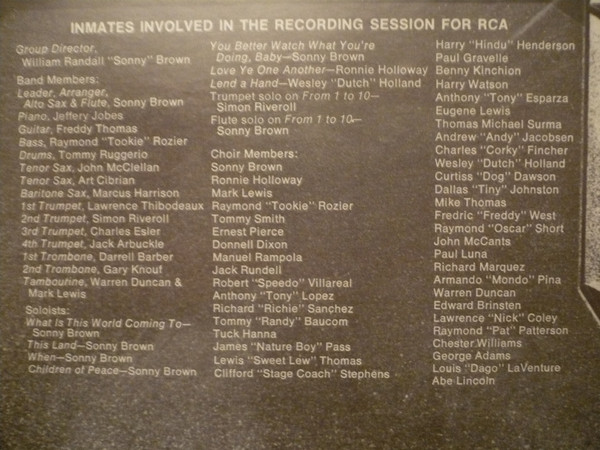 INMATES INVOLVED IN THE RECORDING SESSION FOR RCA
Group Director,
William Randall "Sonny" Brown
Band Members:
Leader, Arranger,
Alto Sax & Flute, Sonny Brown
Piano, Jeffery Jobes
Guitar, Freddy Thomas
Bass, Raymond "Tookie" Rozier
Drums, Tommy Ruggerio
Tenor Sax, John McClellan
Tenor Sax, Art Cibrian
Baritone Sax, Marcus Harrison
1st Trumpet, Lawrence Thibodeaux
2nd Trumpet, Simon Riveroll
3rd Trumpet, Charles Esler
4th Trumpet, Jack Arbuckle
1st Trombone, Darrell Barber
2nd Trombone, Gary Knouf
Tambourine, Warren Duncan &
Mark Lewis
Soloists:
What Is This World Coming To—
Sonny Brown
This Land—Sonny Brown
When—Sonny Brown
Children of Peace—Sonny Brown
You Better Watch What You're
Doing, Baby—Sonny Brown
Love Ye One Another—Ronnie Holloway
Lend a Hand—Wesley "Dutch" Holland
Trumpet solo on From 1 to 10—
Simon Riveroll
Flute solo on From 1 to 10—
Sonny Brown
Choir Members:
Sonny Brown
Ronnie Holloway
Mark Lewis
Raymond "Tookie" Rozier
Tommy Smith
Ernest Pierce
Donnell Dixon
Manuel Rampola
Jack Rundell
Robert "Speedo" Villareal
Anthony "Tony" Lopez
Richard "Richie" Sanchez
Tommy "Randy" Baucom
Tuck Hanna
James "Nature Boy" Pass
Lewis "Sweet Lew" Thomas
Clifford "Stage Coach" Stephens
Harry "Hindu" Henderson
Paul Gravelle
Benny Kinchion
Harry Watson
Anthony "Tony" Esparza
Eugene Lewis
Thomas Michael Surma
Andrew "Andy" Jacobsen
Charles "Corky" Fincher
Wesley "Dutch" Holland
Curtiss "Dog" Dawson
Dallas "Tiny" Johnston
Mike Thomas
Fredric "Freddy" West
Raymond "Oscar" Short
John McCants
Paul Luna
Richard Marquez
Armando "Mondo" Pina
Warren Duncan
Edward Brinsten
Lawrence "Nick" Coley
Raymond "Pat" Patterson
Chester Williams
George Adams
Louis "Dago" LaVenture
Abe Lincoln